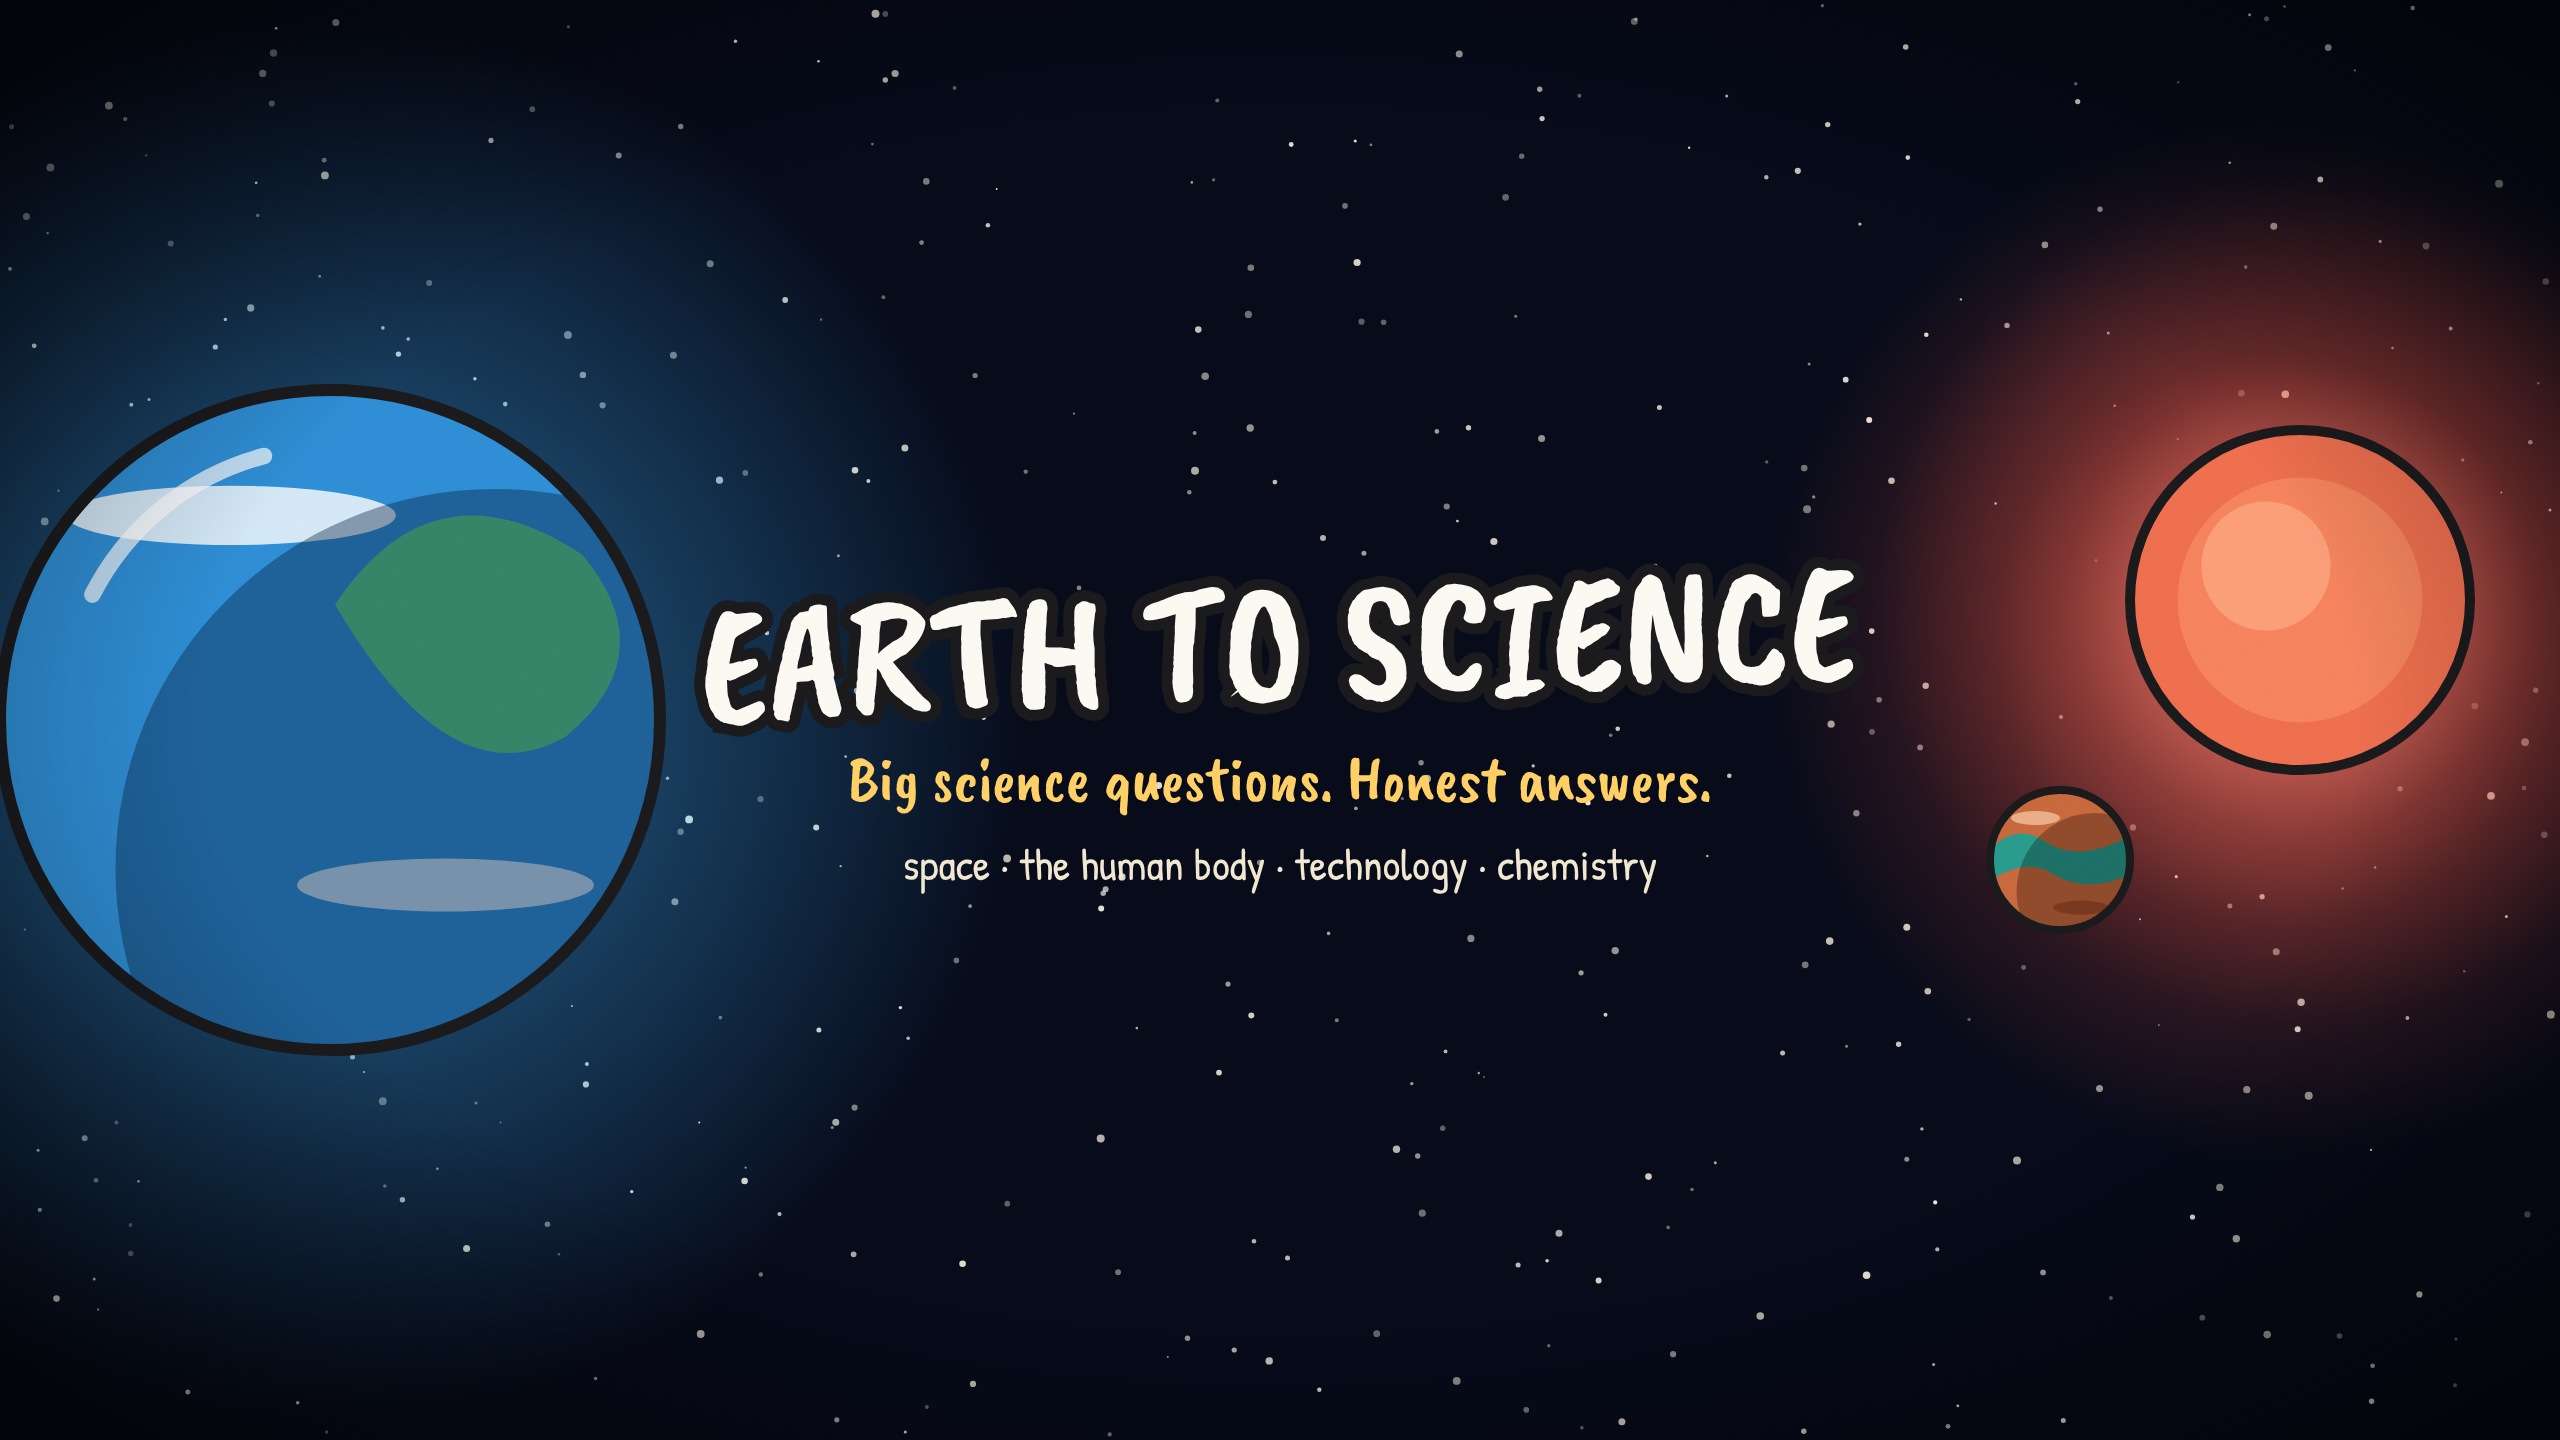 EARTH TO SCIENCE
Big science questions. Honest answers.
space · the human body · technology · chemistry